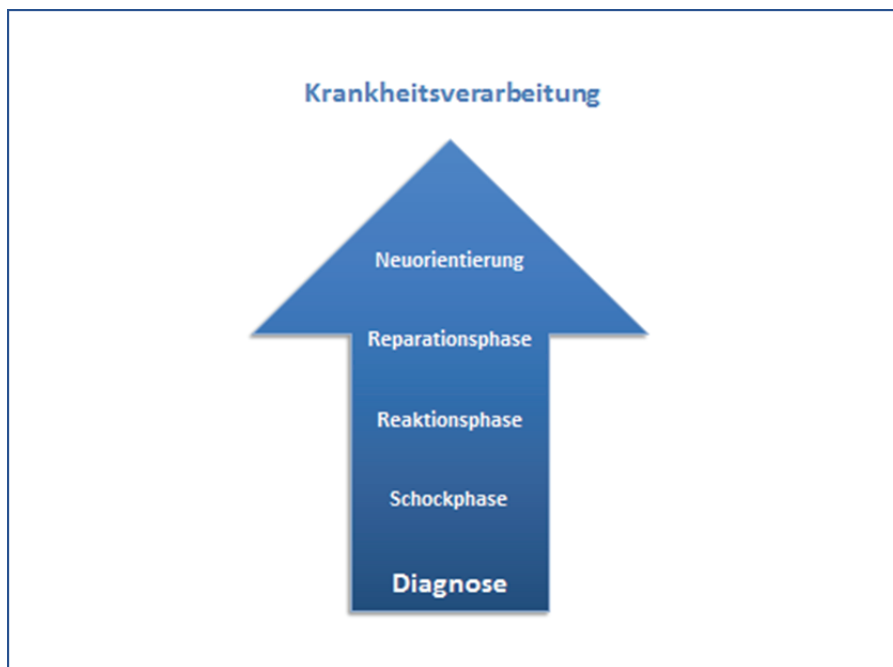 Krankheitsverarbeitung
Neuorientierung
Reparationsphase
Reaktionsphase
Schockphase
Diagnose